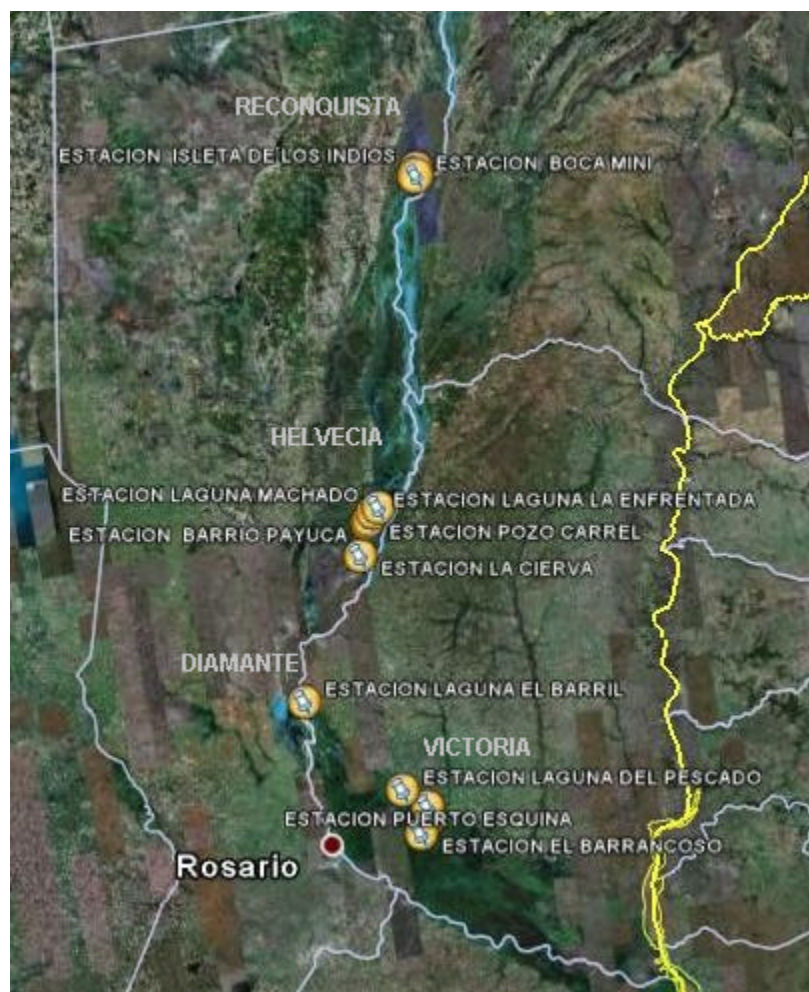 RECONQUISTA
ESTACION ISLETA DE LOS INDIOS
ESTACION BOCA MINI
HELVECIA
ESTACION LAGUNA MACHADO
ESTACION LAGUNA LA ENFRENTADA
ESTACION BARRIO PAYUCA
ESTACION POZO CARREL
ESTACION LA CIERVA
DIAMANTE
ESTACION LAGUNA EL BARRIL
VICTORIA
ESTACION LAGUNA DEL PESCADO
ESTACION PUERTO ESQUINA
ESTACION EL BARRANCOSO
Rosario